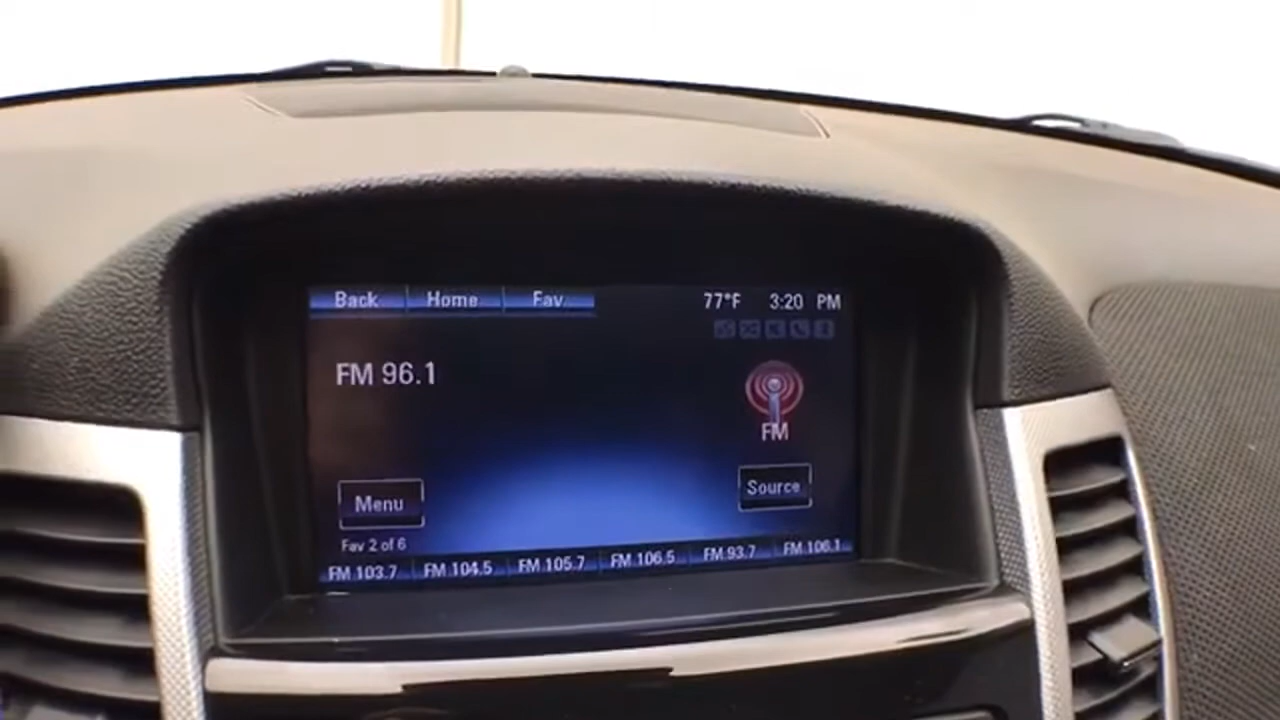 Back Home Fav 77°F 3:20 PM
FM 96.1
FM
Menu Source
Fav 2 of 6
FM 103.7 FM 104.5 FM 105.7 FM 106.5 FM 93.7 FM 106.1